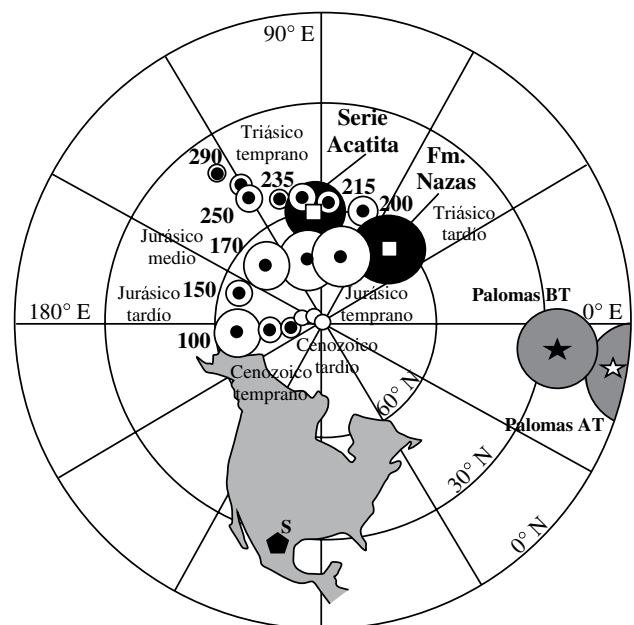 90° E
Serie
Acatita
Triásico
temprano
Fm.
Nazas
290
235
215
200
250
Triásico
tardío
Jurásico
medio
170
Jurásico
tardío
150
Jurásico
temprano
Palomas BT
180° E
0° E
100
Cenozoico
tardío
Cenozoico
temprano
60° N
Palomas AT
30° N
0° N
S